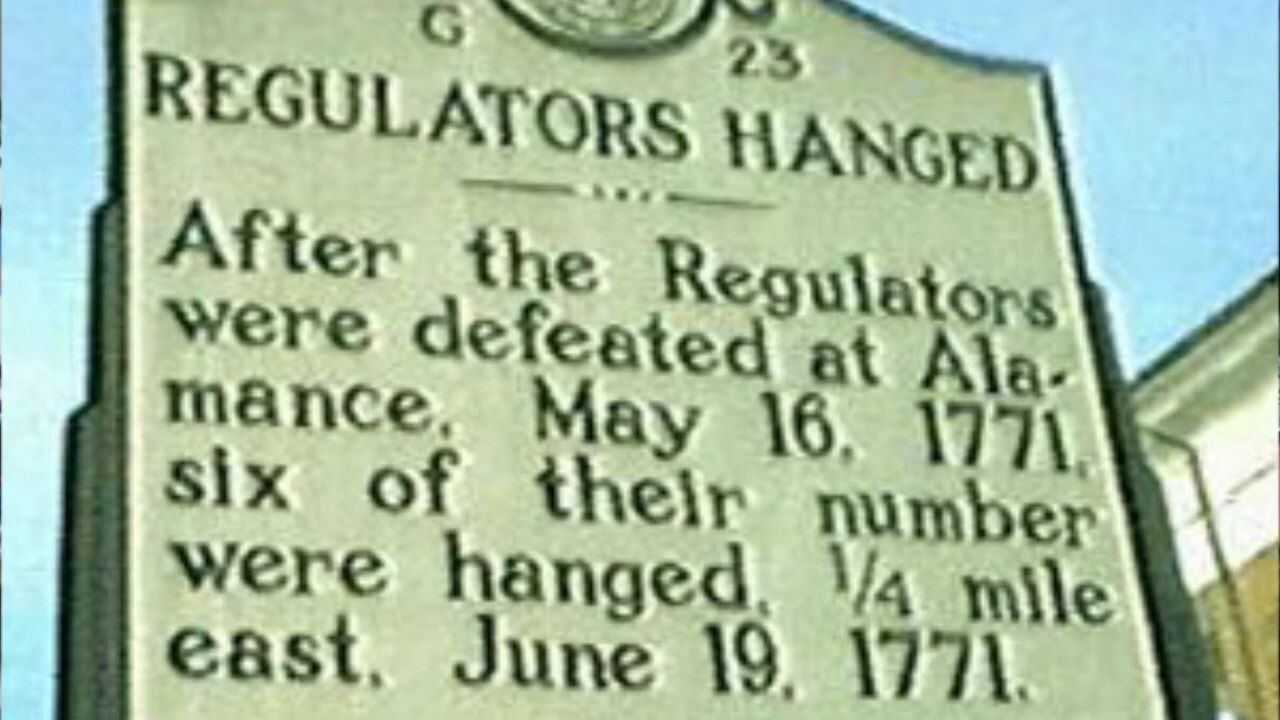 G 23
REGULATORS HANGED
After the Regulators
were defeated at Ala-
mance, May 16, 1771,
six of their number
were hanged, 1/4 mile
east, June 19, 1771.